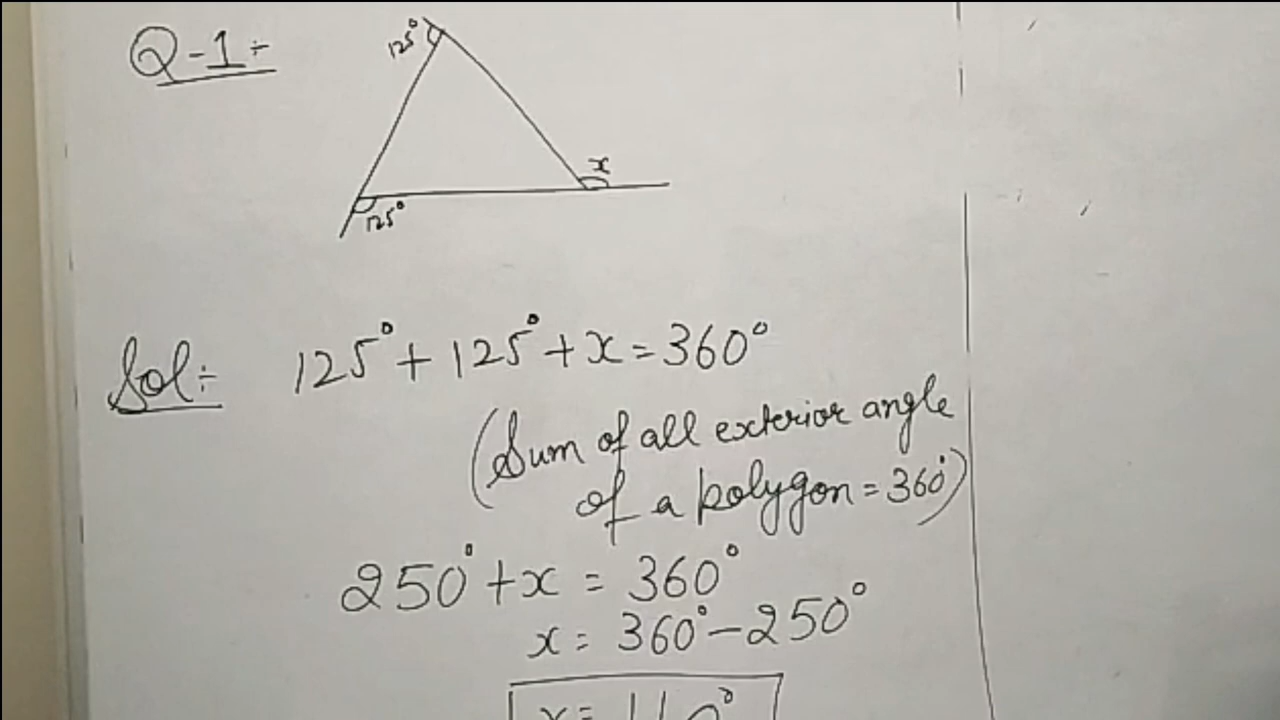 Q-1÷
125°
x
125°
Sol÷ 125° + 125° + x = 360°
(Sum of all exterior angle
of a polygon = 360°)
250° + x = 360°
x = 360° - 250°
x = 110°